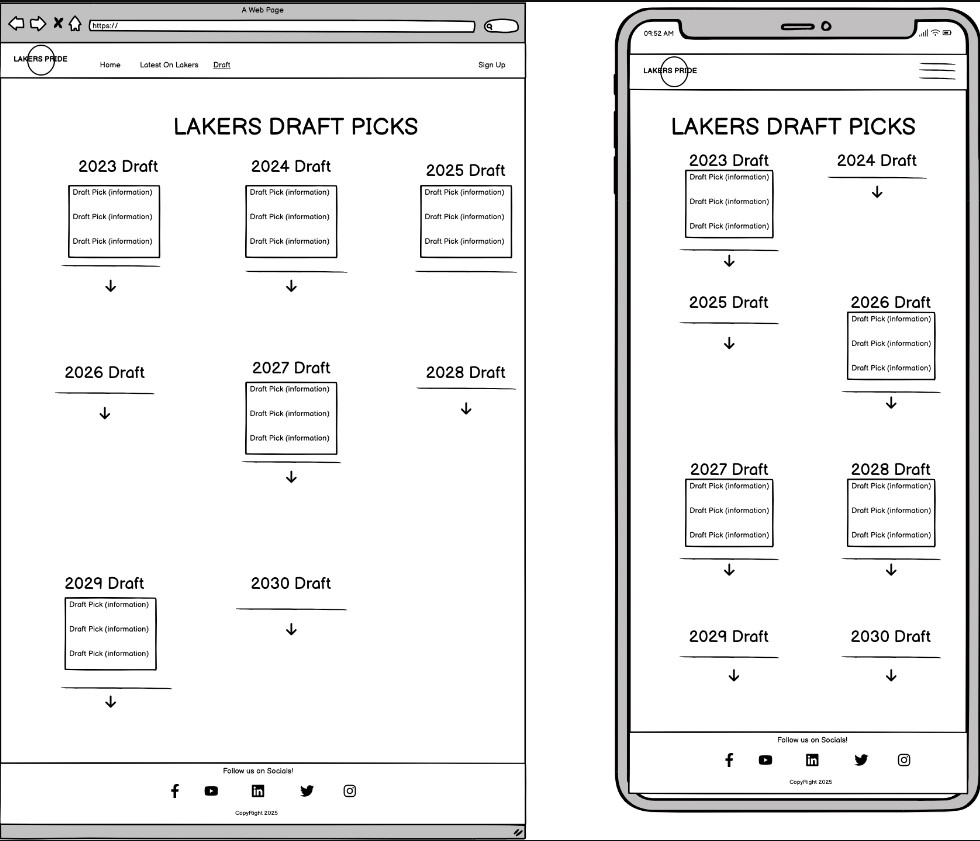 A Web Page
https://
LAKERS PRIDE
Home Latest On Lakers Draft Sign Up
LAKERS DRAFT PICKS
2023 Draft 2024 Draft 2025 Draft
Draft Pick (information) Draft Pick (information) Draft Pick (information)
Draft Pick (information) Draft Pick (information) Draft Pick (information)
Draft Pick (information) Draft Pick (information) Draft Pick (information)
2026 Draft 2027 Draft 2028 Draft
Draft Pick (information)
Draft Pick (information)
Draft Pick (information)
2029 Draft 2030 Draft
Draft Pick (information)
Draft Pick (information)
Draft Pick (information)
Follow us on Socials!
CopyRight 2025
09:52 AM
LAKERS PRIDE
LAKERS DRAFT PICKS
2023 Draft 2024 Draft
Draft Pick (information)
Draft Pick (information)
Draft Pick (information)
2025 Draft 2026 Draft
Draft Pick (information)
Draft Pick (information)
Draft Pick (information)
2027 Draft 2028 Draft
Draft Pick (information) Draft Pick (information)
Draft Pick (information) Draft Pick (information)
Draft Pick (information) Draft Pick (information)
2029 Draft 2030 Draft
Follow us on Socials!
CopyRight 2025